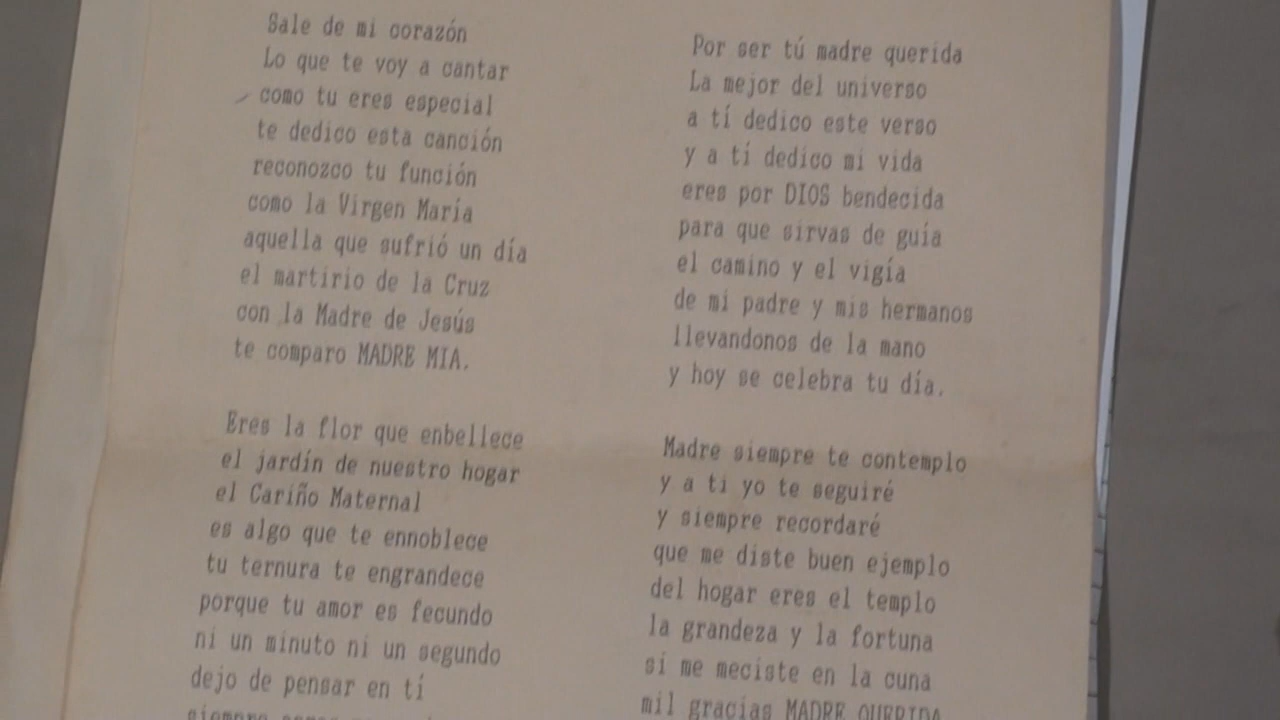 Sale de mi corazón
Lo que te voy a cantar
como tu eres especial
te dedico esta canción
reconozco tu función
como la Virgen María
aquella que sufrió un día
el martirio de la Cruz
con la Madre de Jesús
te comparo MADRE MIA.
Eres la flor que enbellece
el jardín de nuestro hogar
el Cariño Maternal
es algo que te ennoblece
tu ternura te engrandece
porque tu amor es fecundo
ni un minuto ni un segundo
dejo de pensar en tí
siempre
Por ser tú madre querida
La mejor del universo
a tí dedico este verso
y a tí dedico mi vida
eres por DIOS bendecida
para que sirvas de guía
el camino y el vigía
de mi padre y mis hermanos
llevandonos de la mano
y hoy se celebra tu día.
Madre siempre te contemplo
y a ti yo te seguiré
y siempre recordaré
que me diste buen ejemplo
del hogar eres el templo
la grandeza y la fortuna
si me meciste en la cuna
mil gracias MADRE QUERIDA